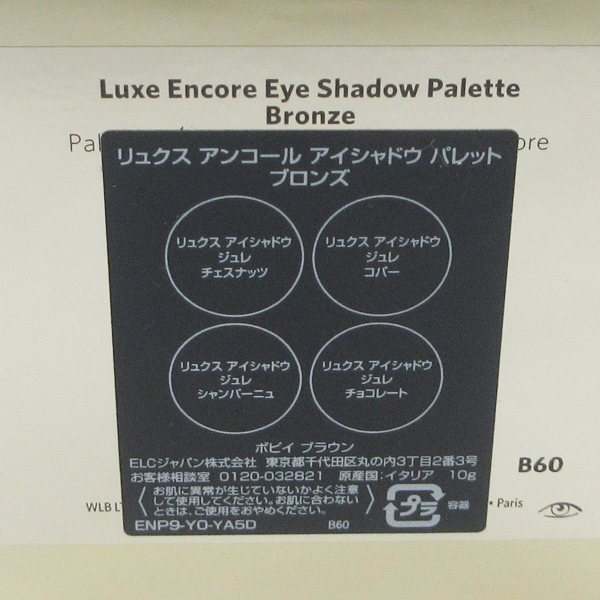 Luxe Encore Eye Shadow Palette
Bronze
リュクス アンコール アイシャドウ パレット
ブロンズ
リュクス アイシャドウ
ジュレ
チェスナッツ
リュクス アイシャドウ
ジュレ
コパー
リュクス アイシャドウ
ジュレ
シャンパーニュ
リュクス アイシャドウ
ジュレ
チョコレート
ボビイ ブラウン
ELCジャパン株式会社 東京都千代田区丸の内3丁目2番3号
お客様相談室 0120-032821 原産国:イタリア 10g
お肌に異常が生じていないかよく注意
して使用してください。お肌に合わない
ときは、ご使用をおやめください。
プラ
容器
ENP9-Y0-YA5D B60
B60
WLB
• Paris